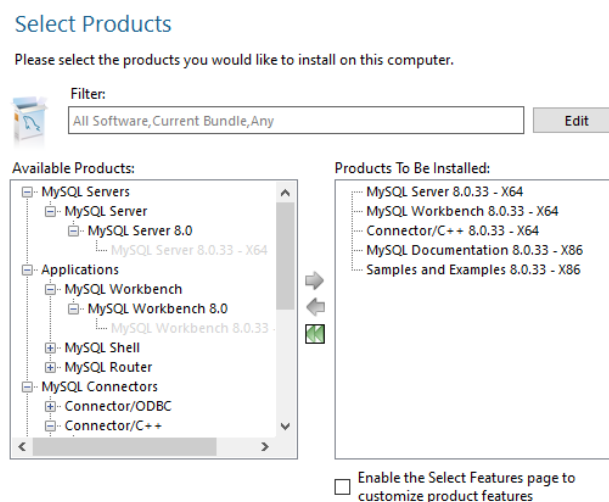 Select Products
Please select the products you would like to install on this computer.
Filter:
All Software,Current Bundle,Any
Edit
Available Products:
MySQL Servers
MySQL Server
MySQL Server 8.0
MySQL Server 8.0.33 - X64
Applications
MySQL Workbench
MySQL Workbench 8.0
MySQL Workbench 8.0.33 -
MySQL Shell
MySQL Router
MySQL Connectors
Connector/ODBC
Connector/C++
Products To Be Installed:
MySQL Server 8.0.33 - X64
MySQL Workbench 8.0.33 - X64
Connector/C++ 8.0.33 - X64
MySQL Documentation 8.0.33 - X86
Samples and Examples 8.0.33 - X86
Enable the Select Features page to
customize product features